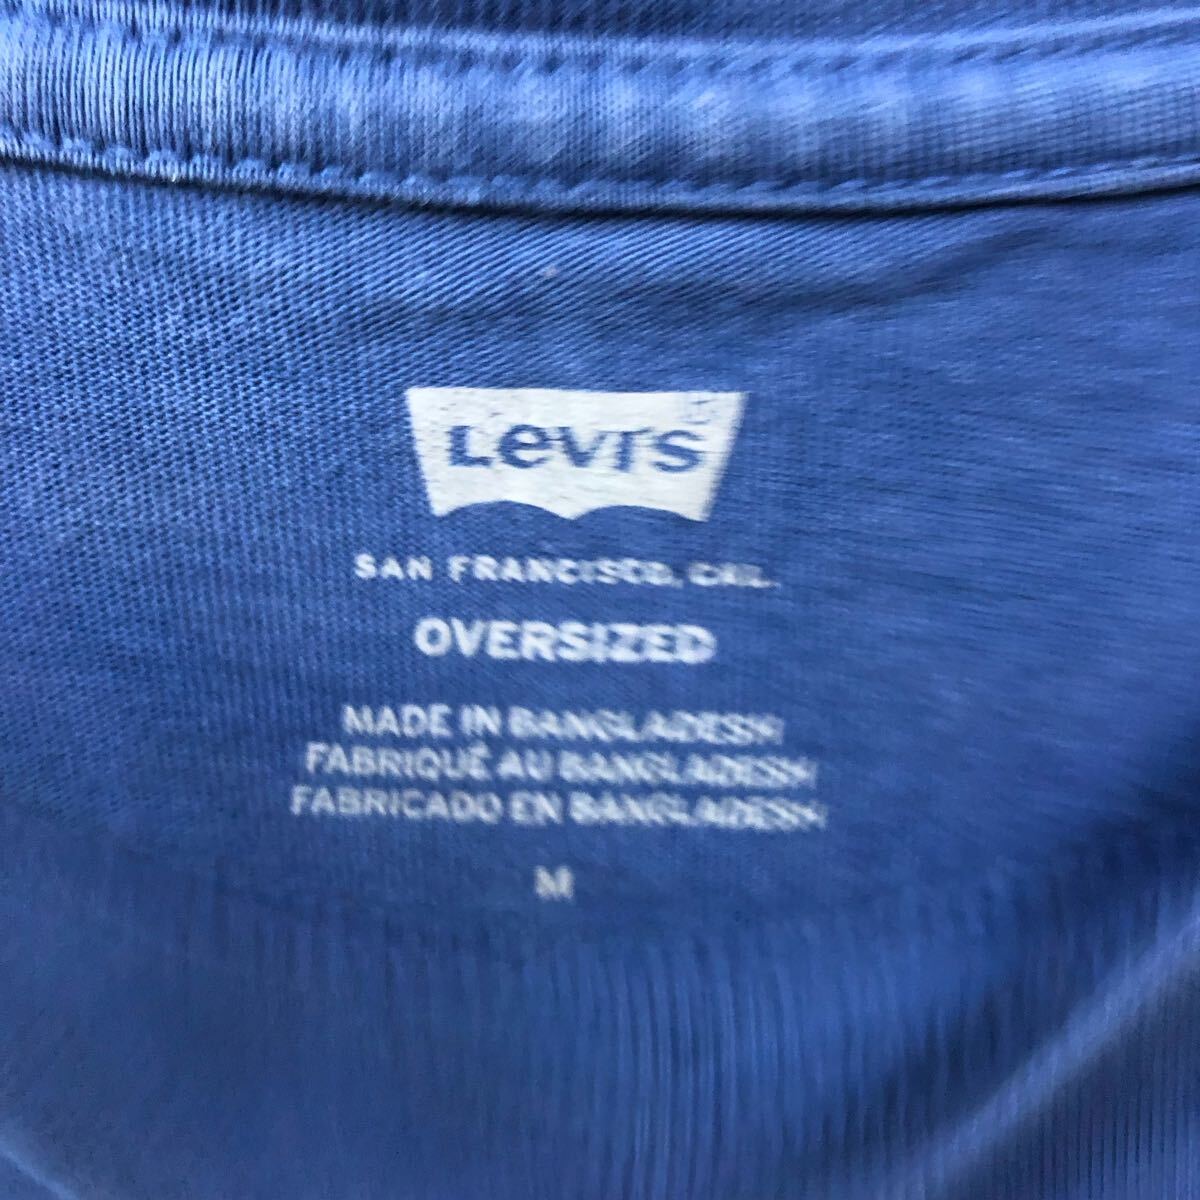 Levi's
SAN FRANCISCO, CAL.
OVERSIZED
MADE IN BANGLADESH
FABRIQUÉ AU BANGLADESH
FABRICADO EN BANGLADESH
M